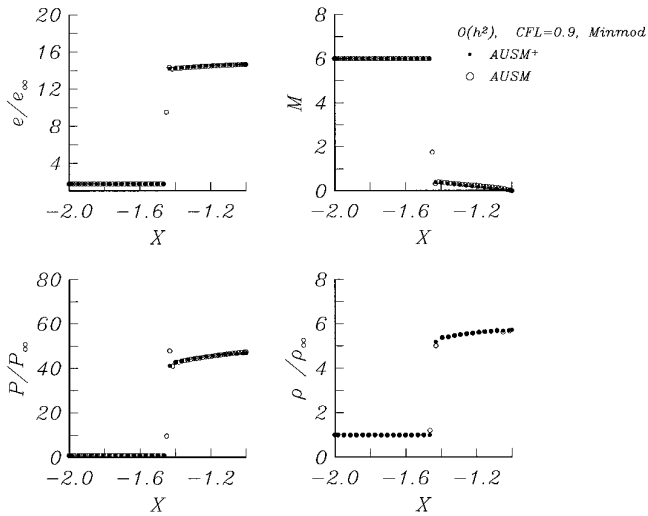 O(h²), CFL=0.9, Minmod
• AUSM⁺
○ AUSM
e/e∞
20
16
12
8
4
-2.0 -1.6 -1.2
X
M
8
6
4
2
0
-2.0 -1.6 -1.2
X
P/P∞
80
60
40
20
0
-2.0 -1.6 -1.2
X
ρ/ρ∞
8
6
4
2
0
-2.0 -1.6 -1.2
X